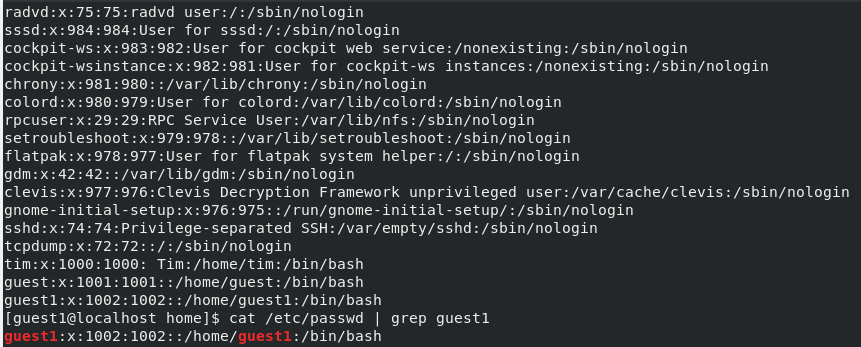 radvd:x:75:75:radvd user:/:/sbin/nologin
sssd:x:984:984:User for sssd:/:/sbin/nologin
cockpit-ws:x:983:982:User for cockpit web service:/nonexisting:/sbin/nologin
cockpit-wsinstance:x:982:981:User for cockpit-ws instances:/nonexisting:/sbin/nologin
chrony:x:981:980::/var/lib/chrony:/sbin/nologin
colord:x:980:979:User for colord:/var/lib/colord:/sbin/nologin
rpcuser:x:29:29:RPC Service User:/var/lib/nfs:/sbin/nologin
setroubleshoot:x:979:978::/var/lib/setroubleshoot:/sbin/nologin
flatpak:x:978:977:User for flatpak system helper:/:/sbin/nologin
gdm:x:42:42::/var/lib/gdm:/sbin/nologin
clevis:x:977:976:Clevis Decryption Framework unprivileged user:/var/cache/clevis:/sbin/nologin
gnome-initial-setup:x:976:975::/run/gnome-initial-setup/:/sbin/nologin
sshd:x:74:74:Privilege-separated SSH:/var/empty/sshd:/sbin/nologin
tcpdump:x:72:72::/:/sbin/nologin
tim:x:1000:1000: Tim:/home/tim:/bin/bash
guest:x:1001:1001::/home/guest:/bin/bash
guest1:x:1002:1002::/home/guest1:/bin/bash
[guest1@localhost home]$ cat /etc/passwd | grep guest1
guest1:x:1002:1002::/home/guest1:/bin/bash